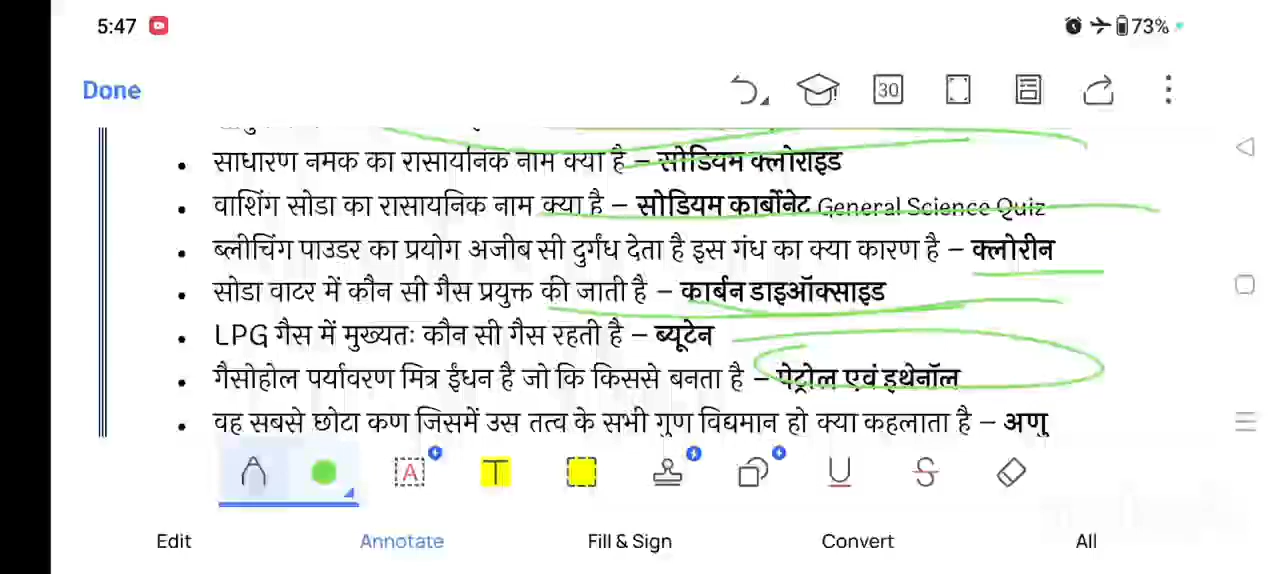 5:47 73%
Done 30
साधारण नमक का रासायनिक नाम क्या है – सोडियम क्लोराइड
वाशिंग सोडा का रासायनिक नाम क्या है – सोडियम कार्बोनेट General Science Quiz
ब्लीचिंग पाउडर का प्रयोग अजीब सी दुर्गंध देता है इस गंध का क्या कारण है – क्लोरीन
सोडा वाटर में कौन सी गैस प्रयुक्त की जाती है – कार्बन डाइऑक्साइड
LPG गैस में मुख्यतः कौन सी गैस रहती है – ब्यूटेन
गैसोहोल पर्यावरण मित्र ईंधन है जो कि किससे बनता है – पेट्रोल एवं इथेनॉल
वह सबसे छोटा कण जिसमें उस तत्व के सभी गुण विद्यमान हो क्या कहलाता है – अणु
A T U S
Edit Annotate Fill & Sign Convert All